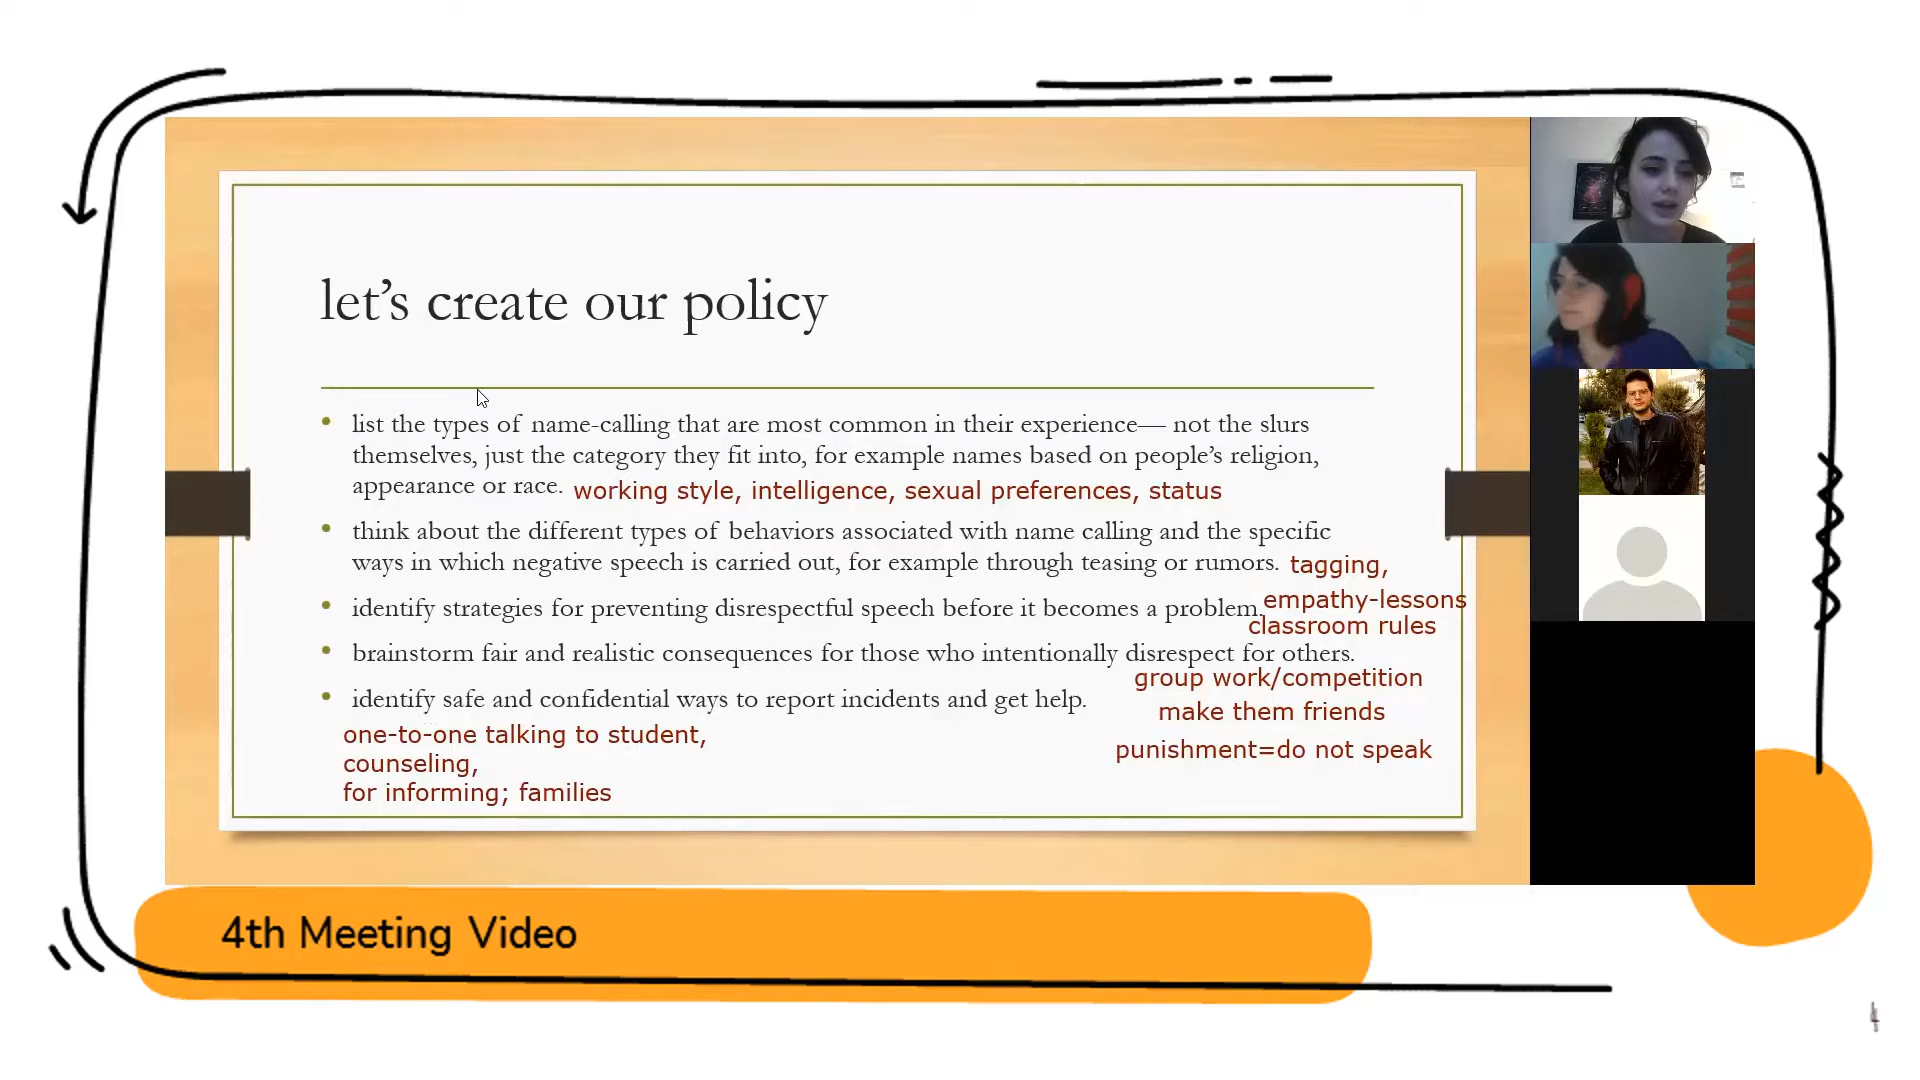 let's create our policy
list the types of name-calling that are most common in their experience— not the slurs
themselves, just the category they fit into, for example names based on people's religion,
appearance or race. working style, intelligence, sexual preferences, status
think about the different types of behaviors associated with name calling and the specific
ways in which negative speech is carried out, for example through teasing or rumors. tagging,
identify strategies for preventing disrespectful speech before it becomes a problem. empathy-lessons
classroom rules
brainstorm fair and realistic consequences for those who intentionally disrespect for others.
group work/competition
make them friends
punishment=do not speak
identify safe and confidential ways to report incidents and get help.
one-to-one talking to student,
counseling,
for informing; families
4th Meeting Video
4